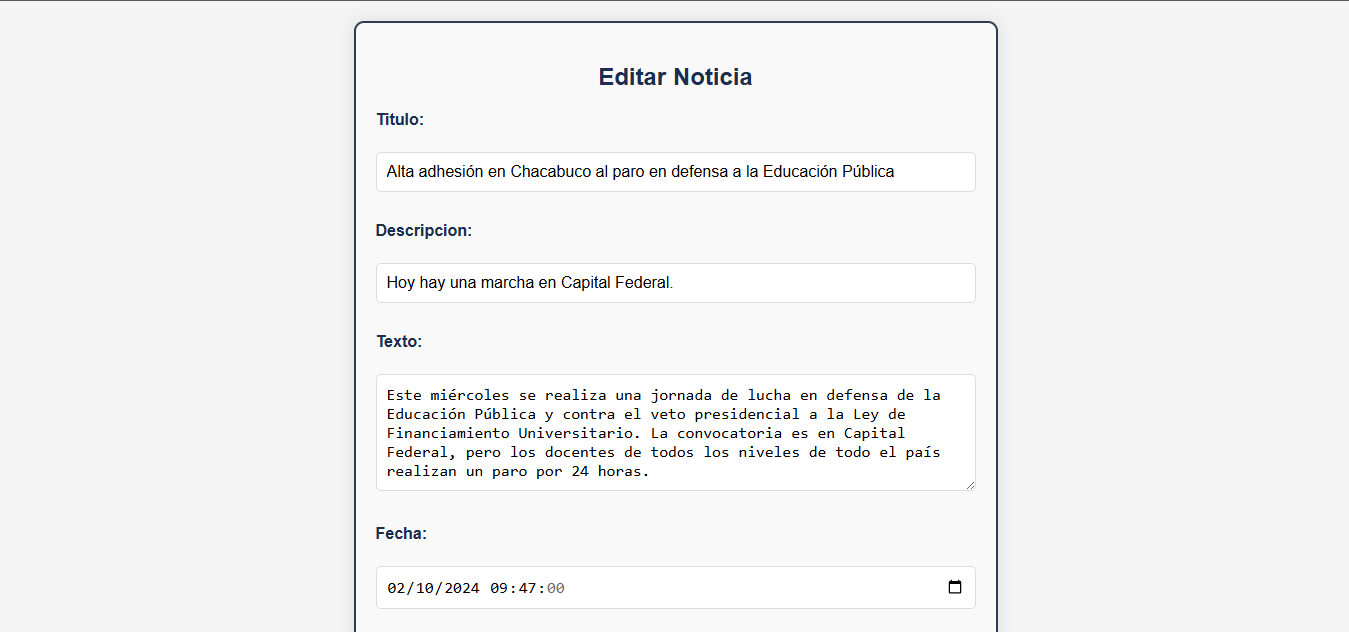 Editar Noticia
Titulo:
Alta adhesión en Chacabuco al paro en defensa a la Educación Pública
Descripcion:
Hoy hay una marcha en Capital Federal.
Texto:
Este miércoles se realiza una jornada de lucha en defensa de la
Educación Pública y contra el veto presidencial a la Ley de
Financiamiento Universitario. La convocatoria es en Capital
Federal, pero los docentes de todos los niveles de todo el país
realizan un paro por 24 horas.
Fecha:
02/10/2024 09:47:00